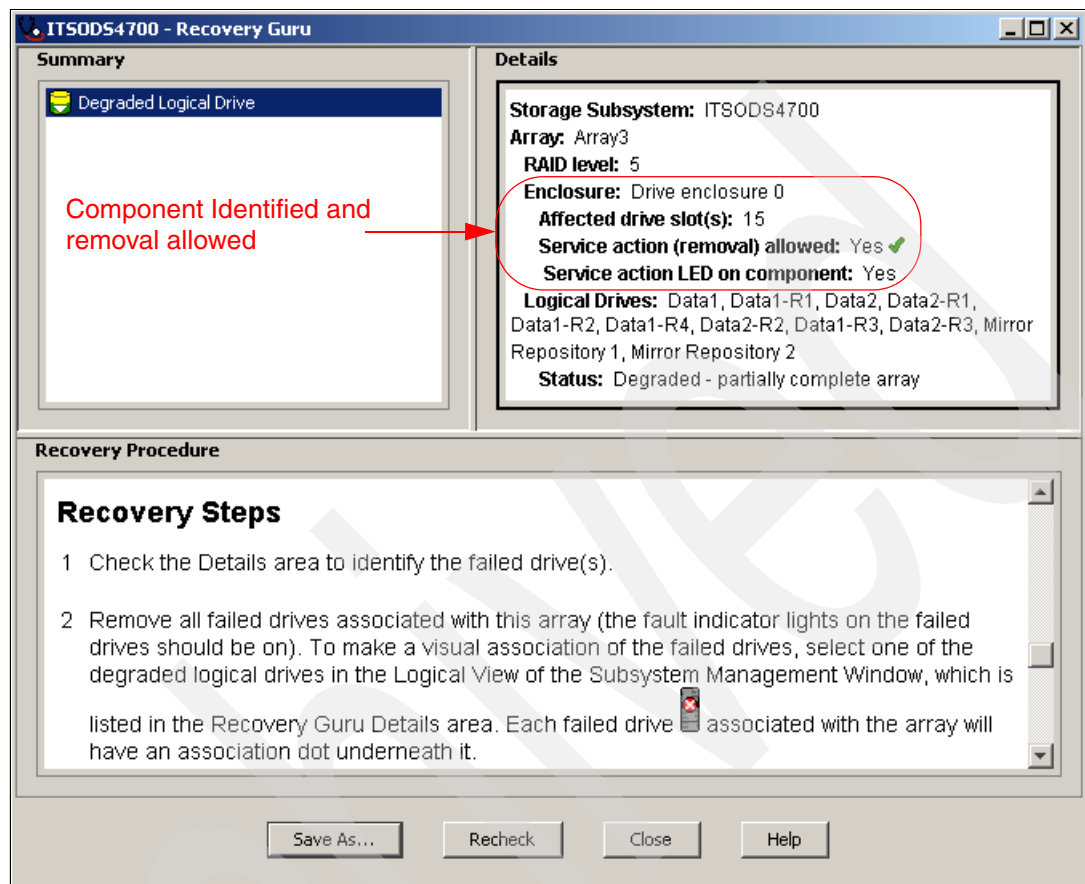 ITSODS4700 - Recovery Guru
Summary
Degraded Logical Drive
Component Identified and
removal allowed
Details
Storage Subsystem: ITSODS4700
Array: Array3
RAID level: 5
Enclosure: Drive enclosure 0
Affected drive slot(s): 15
Service action (removal) allowed: Yes
Service action LED on component: Yes
Logical Drives: Data1, Data1-R1, Data2, Data2-R1,
Data1-R2, Data1-R4, Data2-R2, Data1-R3, Data2-R3, Mirror
Repository 1, Mirror Repository 2
Status: Degraded - partially complete array
Recovery Procedure
Recovery Steps
1 Check the Details area to identify the failed drive(s).
2 Remove all failed drives associated with this array (the fault indicator lights on the failed
drives should be on). To make a visual association of the failed drives, select one of the
degraded logical drives in the Logical View of the Subsystem Management Window, which is
listed in the Recovery Guru Details area. Each failed drive associated with the array will
have an association dot underneath it.
Save As... Recheck Close Help